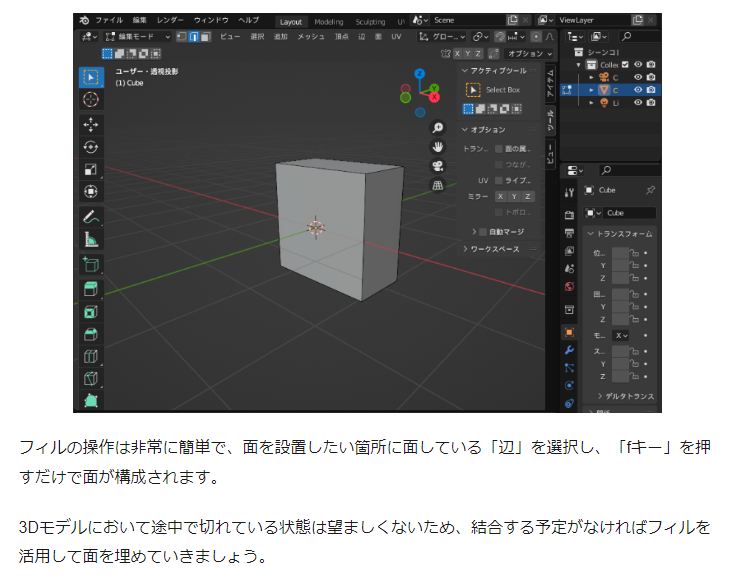 ファイル 編集 レンダー ウィンドウ ヘルプ Layout Modeling Sculpting Scene ViewLayer
編集モード ビュー 選択 追加 メッシュ 頂点 辺 面 UV グロー...
X Y Z オプション
ユーザー・透視投影
(1) Cube
Z
Y
X
アクティブツール
Select Box
オプション
トラン... 面の属...
つなが...
UV ライブ...
ミラー X Y Z
トポロ...
自動マージ
ワークスペース
アイテム
ツール
ビュー
シーンコ
Collec
C
C
Li
Cube
Cube
トランスフォーム
位...
Y
Z
回...
Y
Z
モ... X
ス...
Y
Z
デルタトランス
フィルの操作は非常に簡単で、面を設置したい箇所に面している「辺」を選択し、「fキー」を押
すだけで面が構成されます。
3Dモデルにおいて途中で切れている状態は望ましくないため、結合する予定がなければフィルを
活用して面を埋めていきましょう。